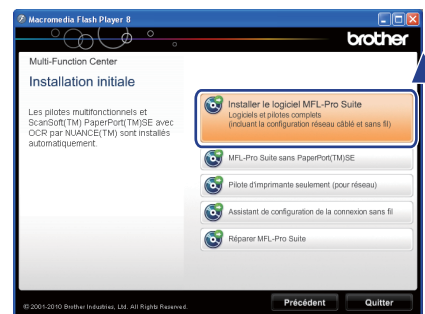 Macromedia Flash Player 8
brother
Multi-Function Center
Installation initiale
Les pilotes multifonctionnels et
ScanSoft(TM) PaperPort(TM)SE avec
OCR par NUANCE(TM) sont installés
automatiquement.
Installer le logiciel MFL-Pro Suite
Logiciels et pilotes complets
(incluant la configuration réseau câblé et sans fil)
MFL-Pro Suite sans PaperPort(TM)SE
Pilote d'imprimante seulement (pour réseau)
Assistant de configuration de la connexion sans fil
Réparer MFL-Pro Suite
© 2001-2010 Brother Industries, Ltd. All Rights Reserved.
Précédent
Quitter